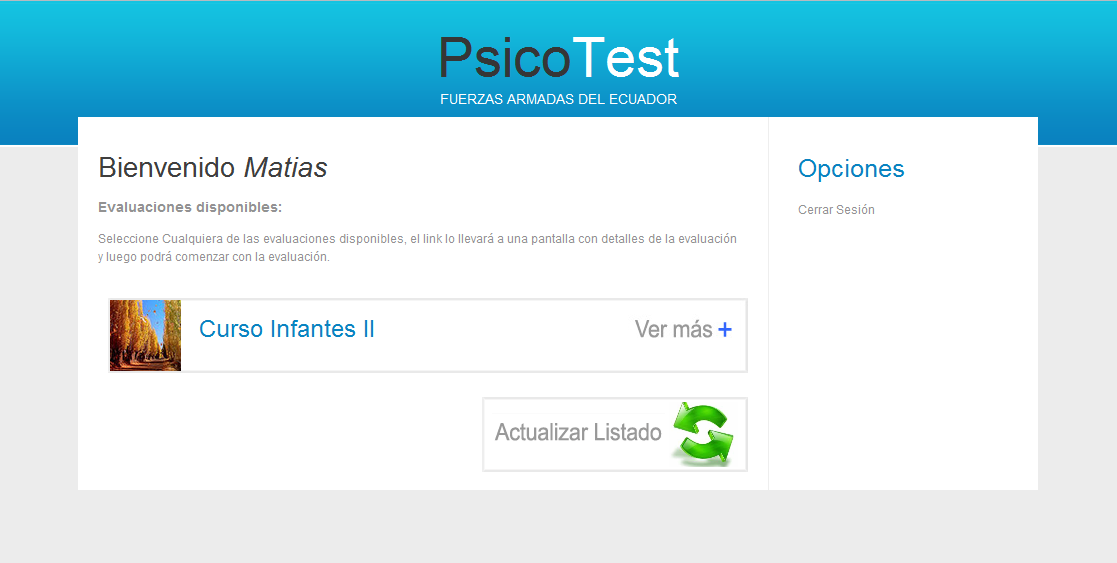 PsicoTest
FUERZAS ARMADAS DEL ECUADOR
Bienvenido Matias
Evaluaciones disponibles:
Seleccione Cualquiera de las evaluaciones disponibles, el link lo llevará a una pantalla con detalles de la evaluación
y luego podrá comenzar con la evaluación.
Curso Infantes II
Ver más +
Actualizar Listado
Opciones
Cerrar Sesión